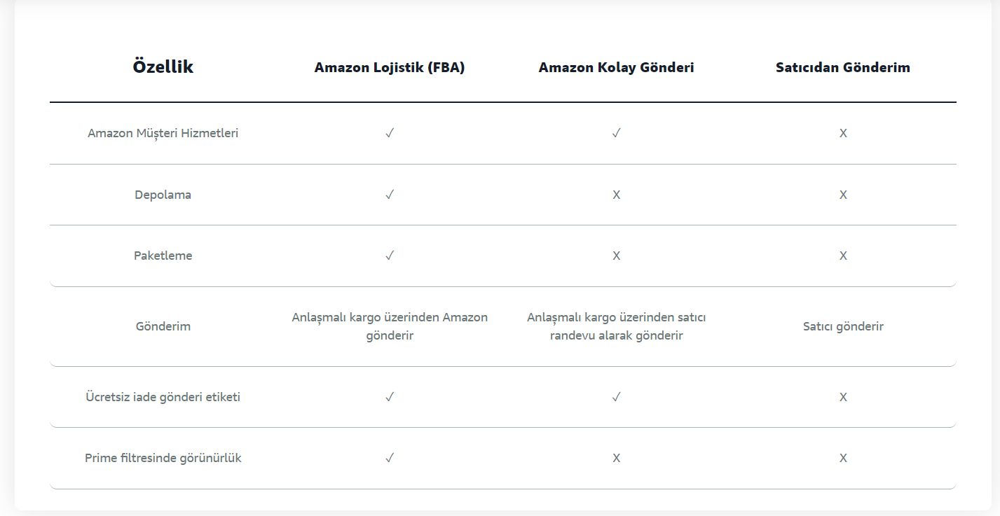 Özellik Amazon Lojistik (FBA) Amazon Kolay Gönderi Satıcıdan Gönderim
Amazon Müşteri Hizmetleri ✓ ✓ X
Depolama ✓ X X
Paketleme ✓ X X
Gönderim Anlaşmalı kargo üzerinden Amazon gönderir Anlaşmalı kargo üzerinden satıcı randevu alarak gönderir Satıcı gönderir
Ücretsiz iade gönderi etiketi ✓ ✓ X
Prime filtresinde görünürlük ✓ X X